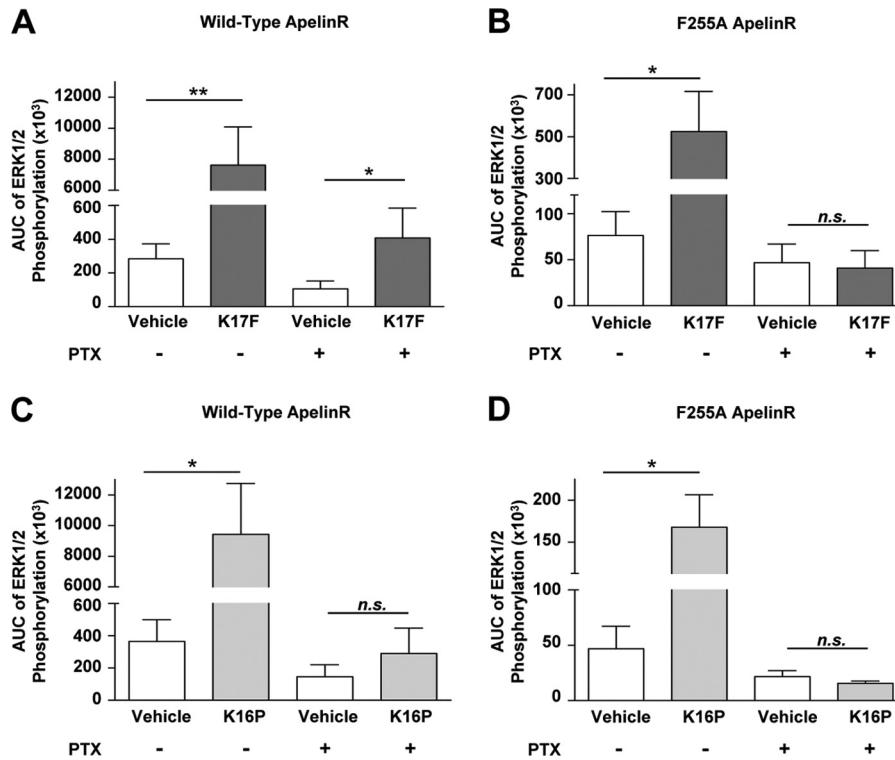 A
Wild-Type ApelinR
AUC of ERK1/2
Phosphorylation (x10³)
12000
10000
8000
6000
600
400
200
0
**
*
Vehicle K17F Vehicle K17F
PTX - - + +
B
F255A ApelinR
AUC of ERK1/2
Phosphorylation (x10³)
700
500
300
100
50
0
*
n.s.
Vehicle K17F Vehicle K17F
PTX - - + +
C
Wild-Type ApelinR
AUC of ERK1/2
Phosphorylation (x10³)
12000
10000
8000
6000
600
400
200
0
*
n.s.
Vehicle K16P Vehicle K16P
PTX - - + +
D
F255A ApelinR
AUC of ERK1/2
Phosphorylation (x10³)
200
150
100
50
0
*
n.s.
Vehicle K16P Vehicle K16P
PTX - - + +